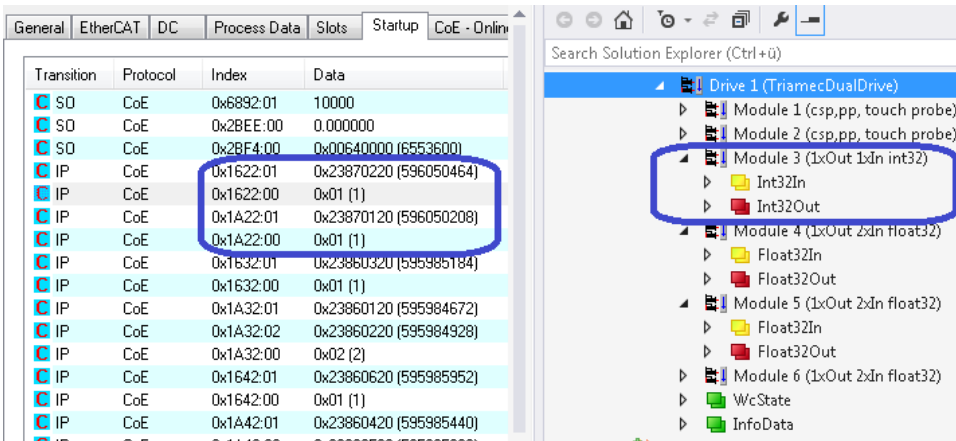 General EtherCAT DC Process Data Slots Startup CoE - Online
Transition Protocol Index Data
C SO CoE 0x6892:01 10000
C SO CoE 0x2BEE:00 0.000000
C SO CoE 0x2BF4:00 0x00640000 (6553600)
C IP CoE 0x1622:01 0x23870220 (596050464)
C IP CoE 0x1622:00 0x01 (1)
C IP CoE 0x1A22:01 0x23870120 (596050208)
C IP CoE 0x1A22:00 0x01 (1)
C IP CoE 0x1632:01 0x23860320 (595985184)
C IP CoE 0x1632:00 0x01 (1)
C IP CoE 0x1A32:01 0x23860120 (595984672)
C IP CoE 0x1A32:02 0x23860220 (595984928)
C IP CoE 0x1A32:00 0x02 (2)
C IP CoE 0x1642:01 0x23860620 (595985952)
C IP CoE 0x1642:00 0x01 (1)
C IP CoE 0x1A42:01 0x23860420 (595985440)
Search Solution Explorer (Ctrl+ü)
Drive 1 (TriamecDualDrive)
Module 1 (csp,pp, touch probe)
Module 2 (csp,pp, touch probe)
Module 3 (1xOut 1xIn int32)
Int32In
Int32Out
Module 4 (1xOut 2xIn float32)
Float32In
Float32Out
Module 5 (1xOut 2xIn float32)
Float32In
Float32Out
Module 6 (1xOut 2xIn float32)
WcState
InfoData